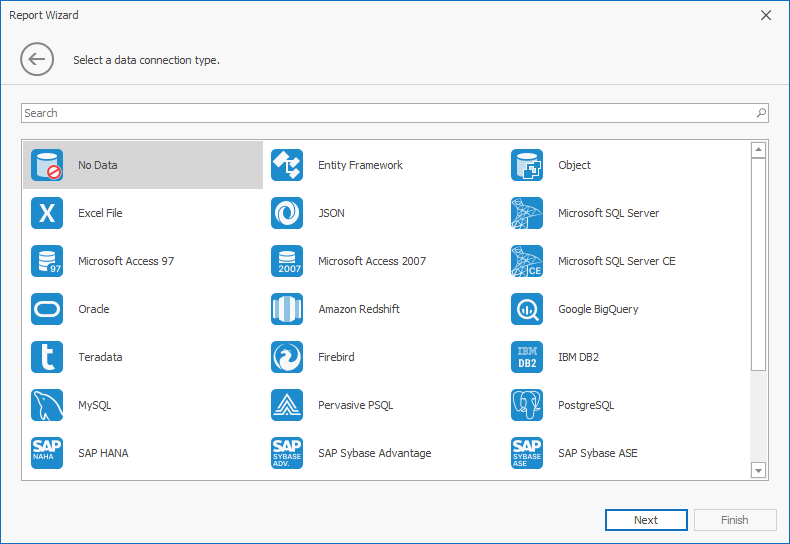 Report Wizard
Select a data connection type.
Search
No Data Entity Framework Object
Excel File JSON Microsoft SQL Server
97 Microsoft Access 97 2007 Microsoft Access 2007 CE Microsoft SQL Server CE
Oracle Amazon Redshift Google BigQuery
t Teradata Firebird IBM DB2 IBM DB2
MySQL Pervasive PSQL PostgreSQL
SAP NAHA SAP HANA SAP SYBASE ADV. SAP Sybase Advantage SAP SYBASE ASE SAP Sybase ASE
Next Finish